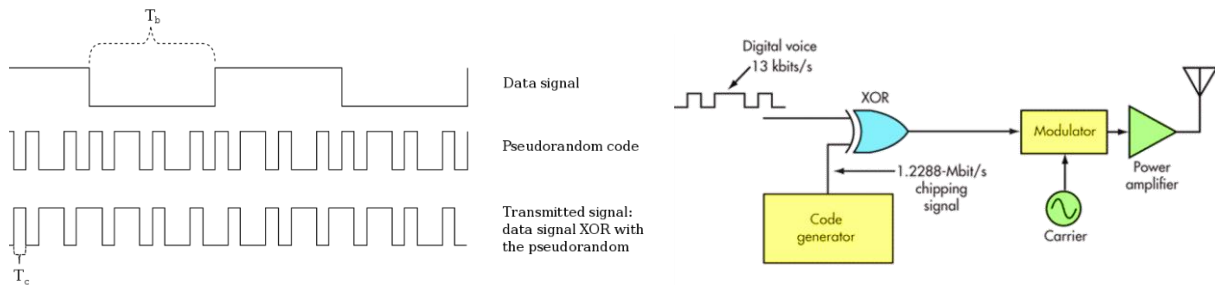 T_b
Data signal
Pseudorandom code
Transmitted signal:
data signal XOR with
the pseudorandom
T_c
Digital voice
13 kbits/s
XOR
1.2288-Mbit/s
chipping
signal
Code
generator
Modulator
Carrier
Power
amplifier